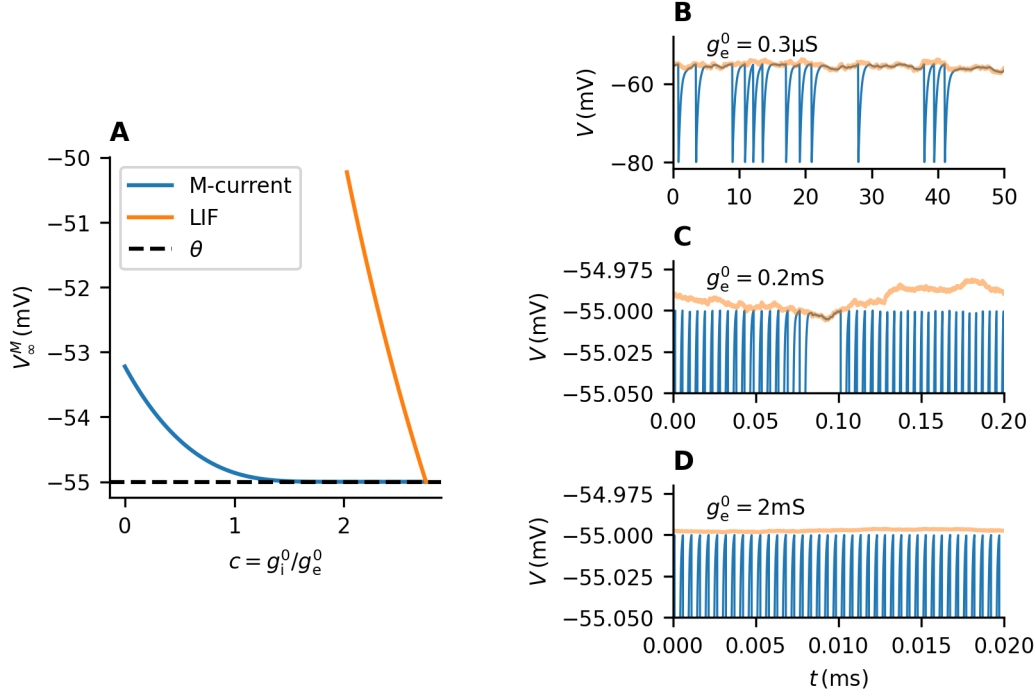 A
−50
−51
−52
−53
−54
−55
V∞ᴹ (mV)
M-current
LIF
θ
0
1
2
c = gᵢ⁰/gₑ⁰
B
gₑ⁰ = 0.3μS
−60
−80
V (mV)
0
10
20
30
40
50
C
gₑ⁰ = 0.2mS
−54.975
−55.000
−55.025
−55.050
V (mV)
0.00
0.05
0.10
0.15
0.20
D
gₑ⁰ = 2mS
−54.975
−55.000
−55.025
−55.050
V (mV)
0.000
0.005
0.010
0.015
0.020
t (ms)